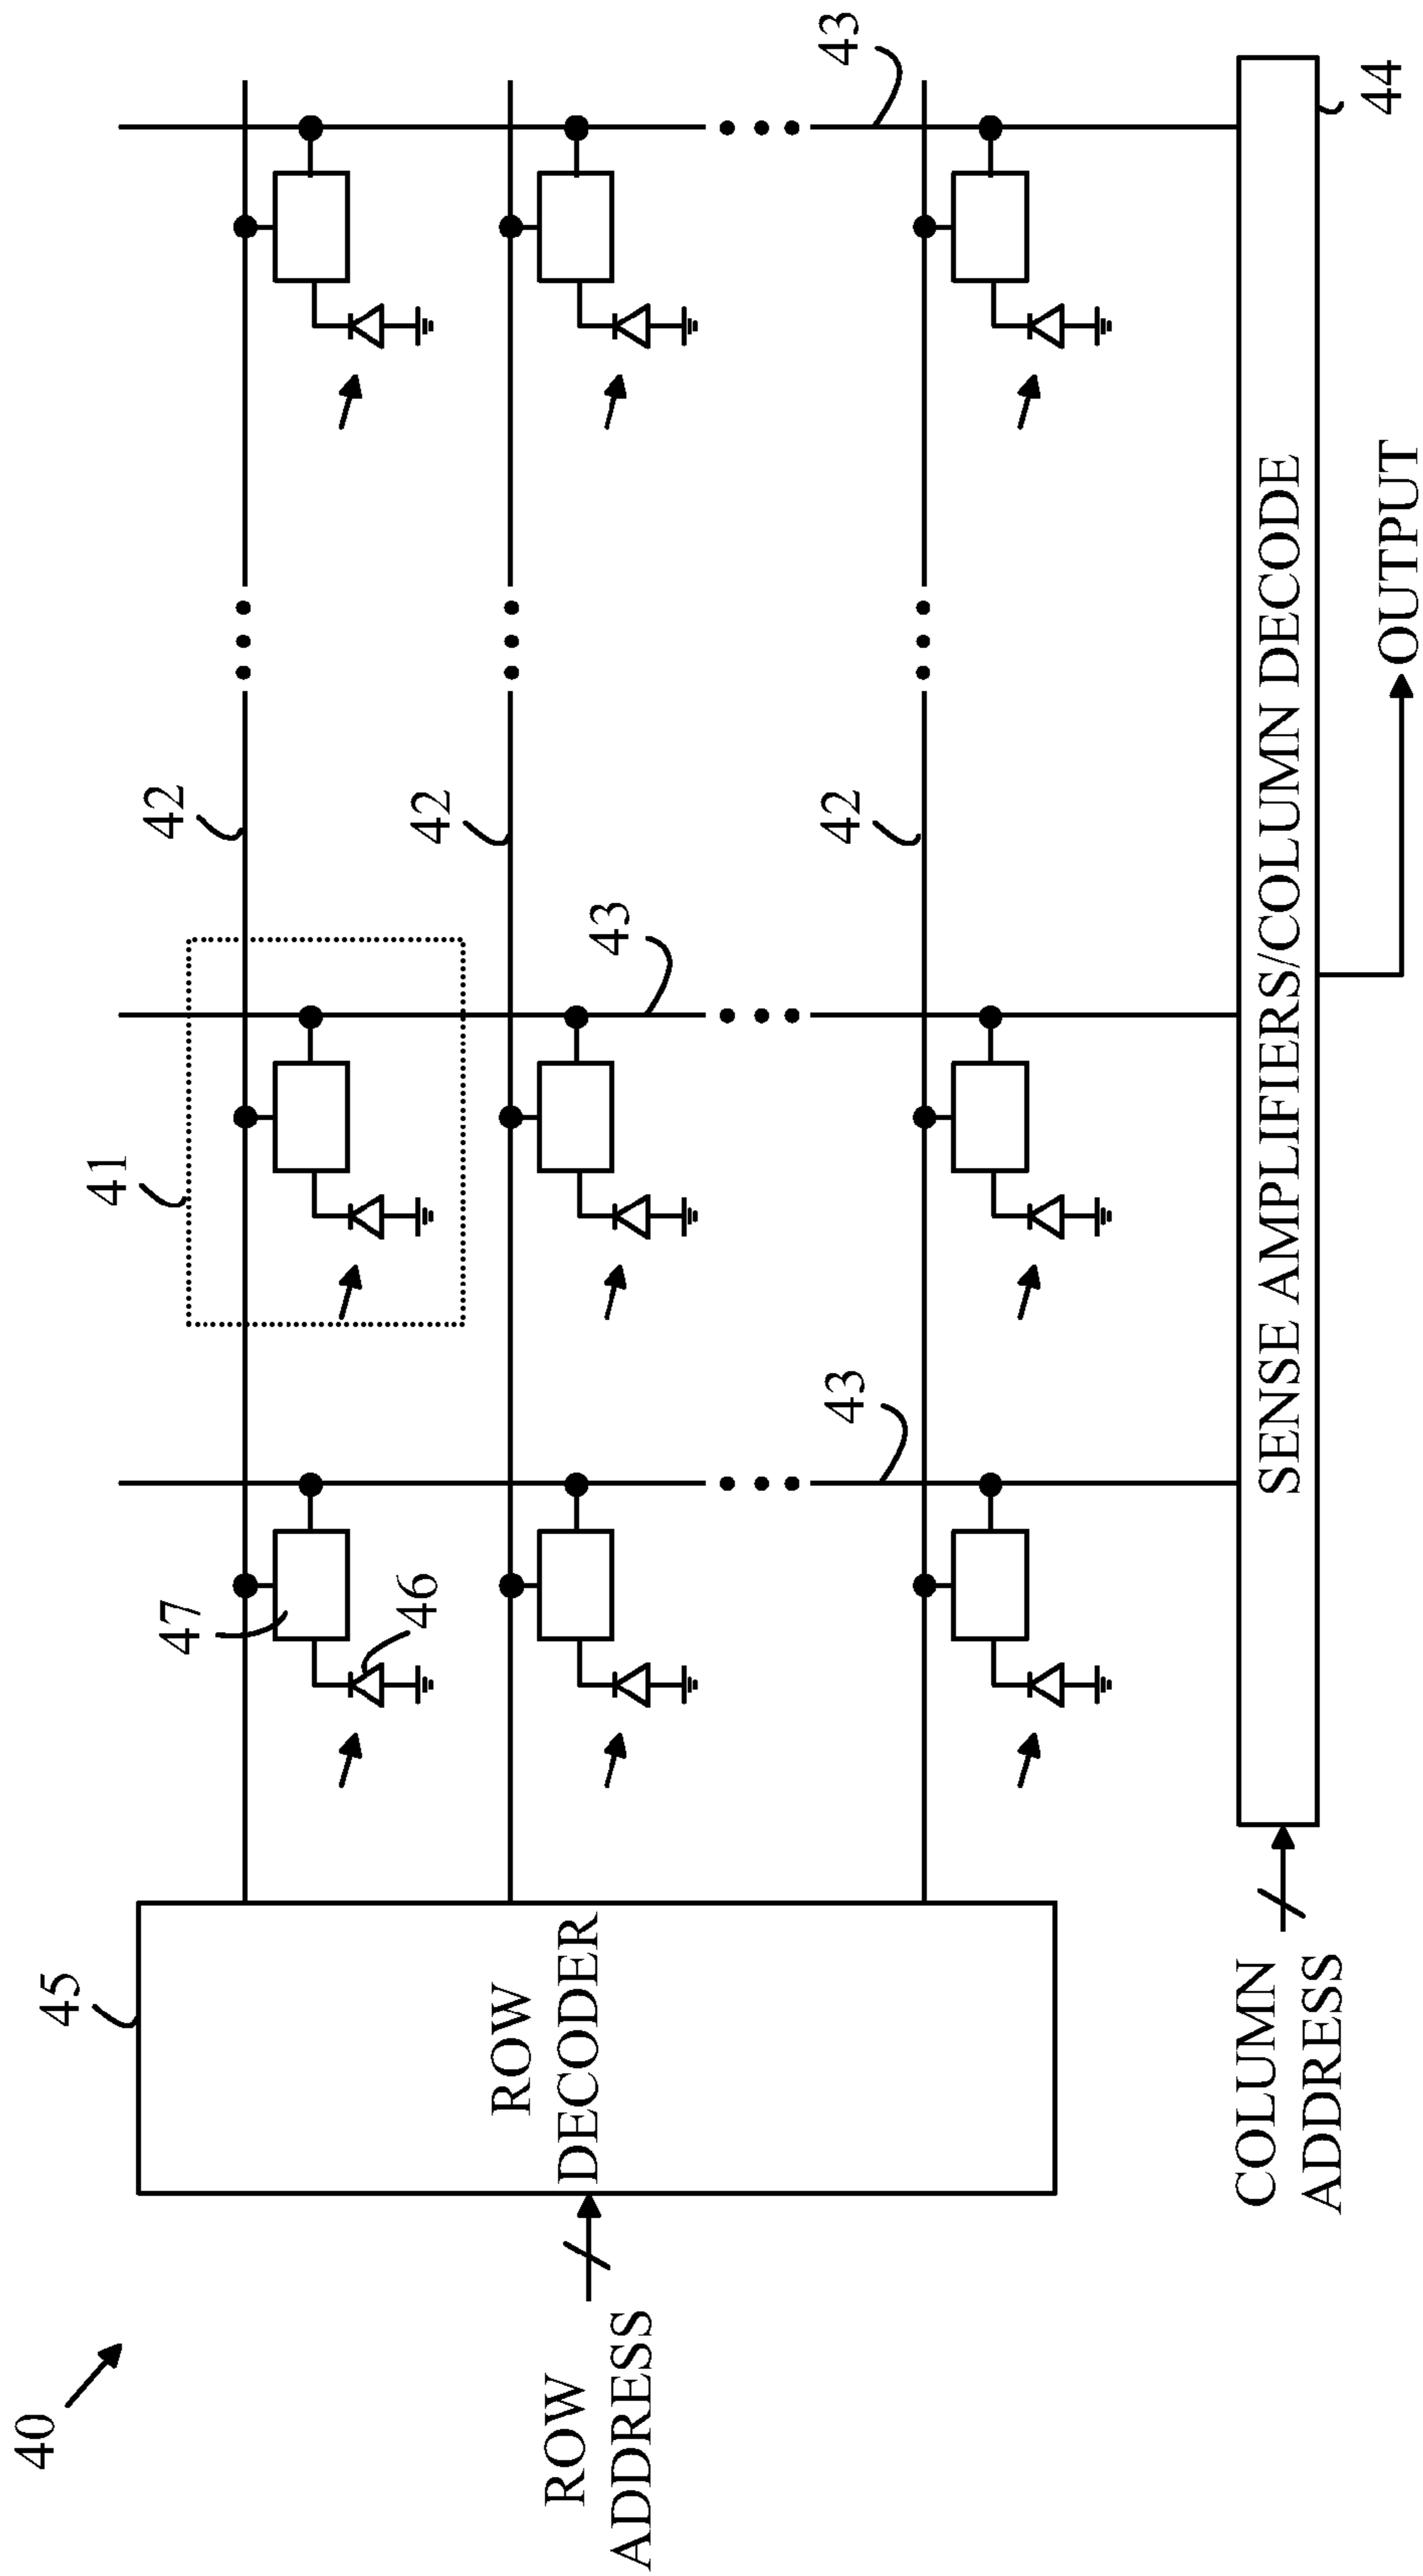 40
45
41
42
47
46
42
43
ROW
DECODER
ROW
ADDRESS
43
42
43
COLUMN
ADDRESS
SENSE AMPLIFIERS/COLUMN DECODE
44
OUTPUT